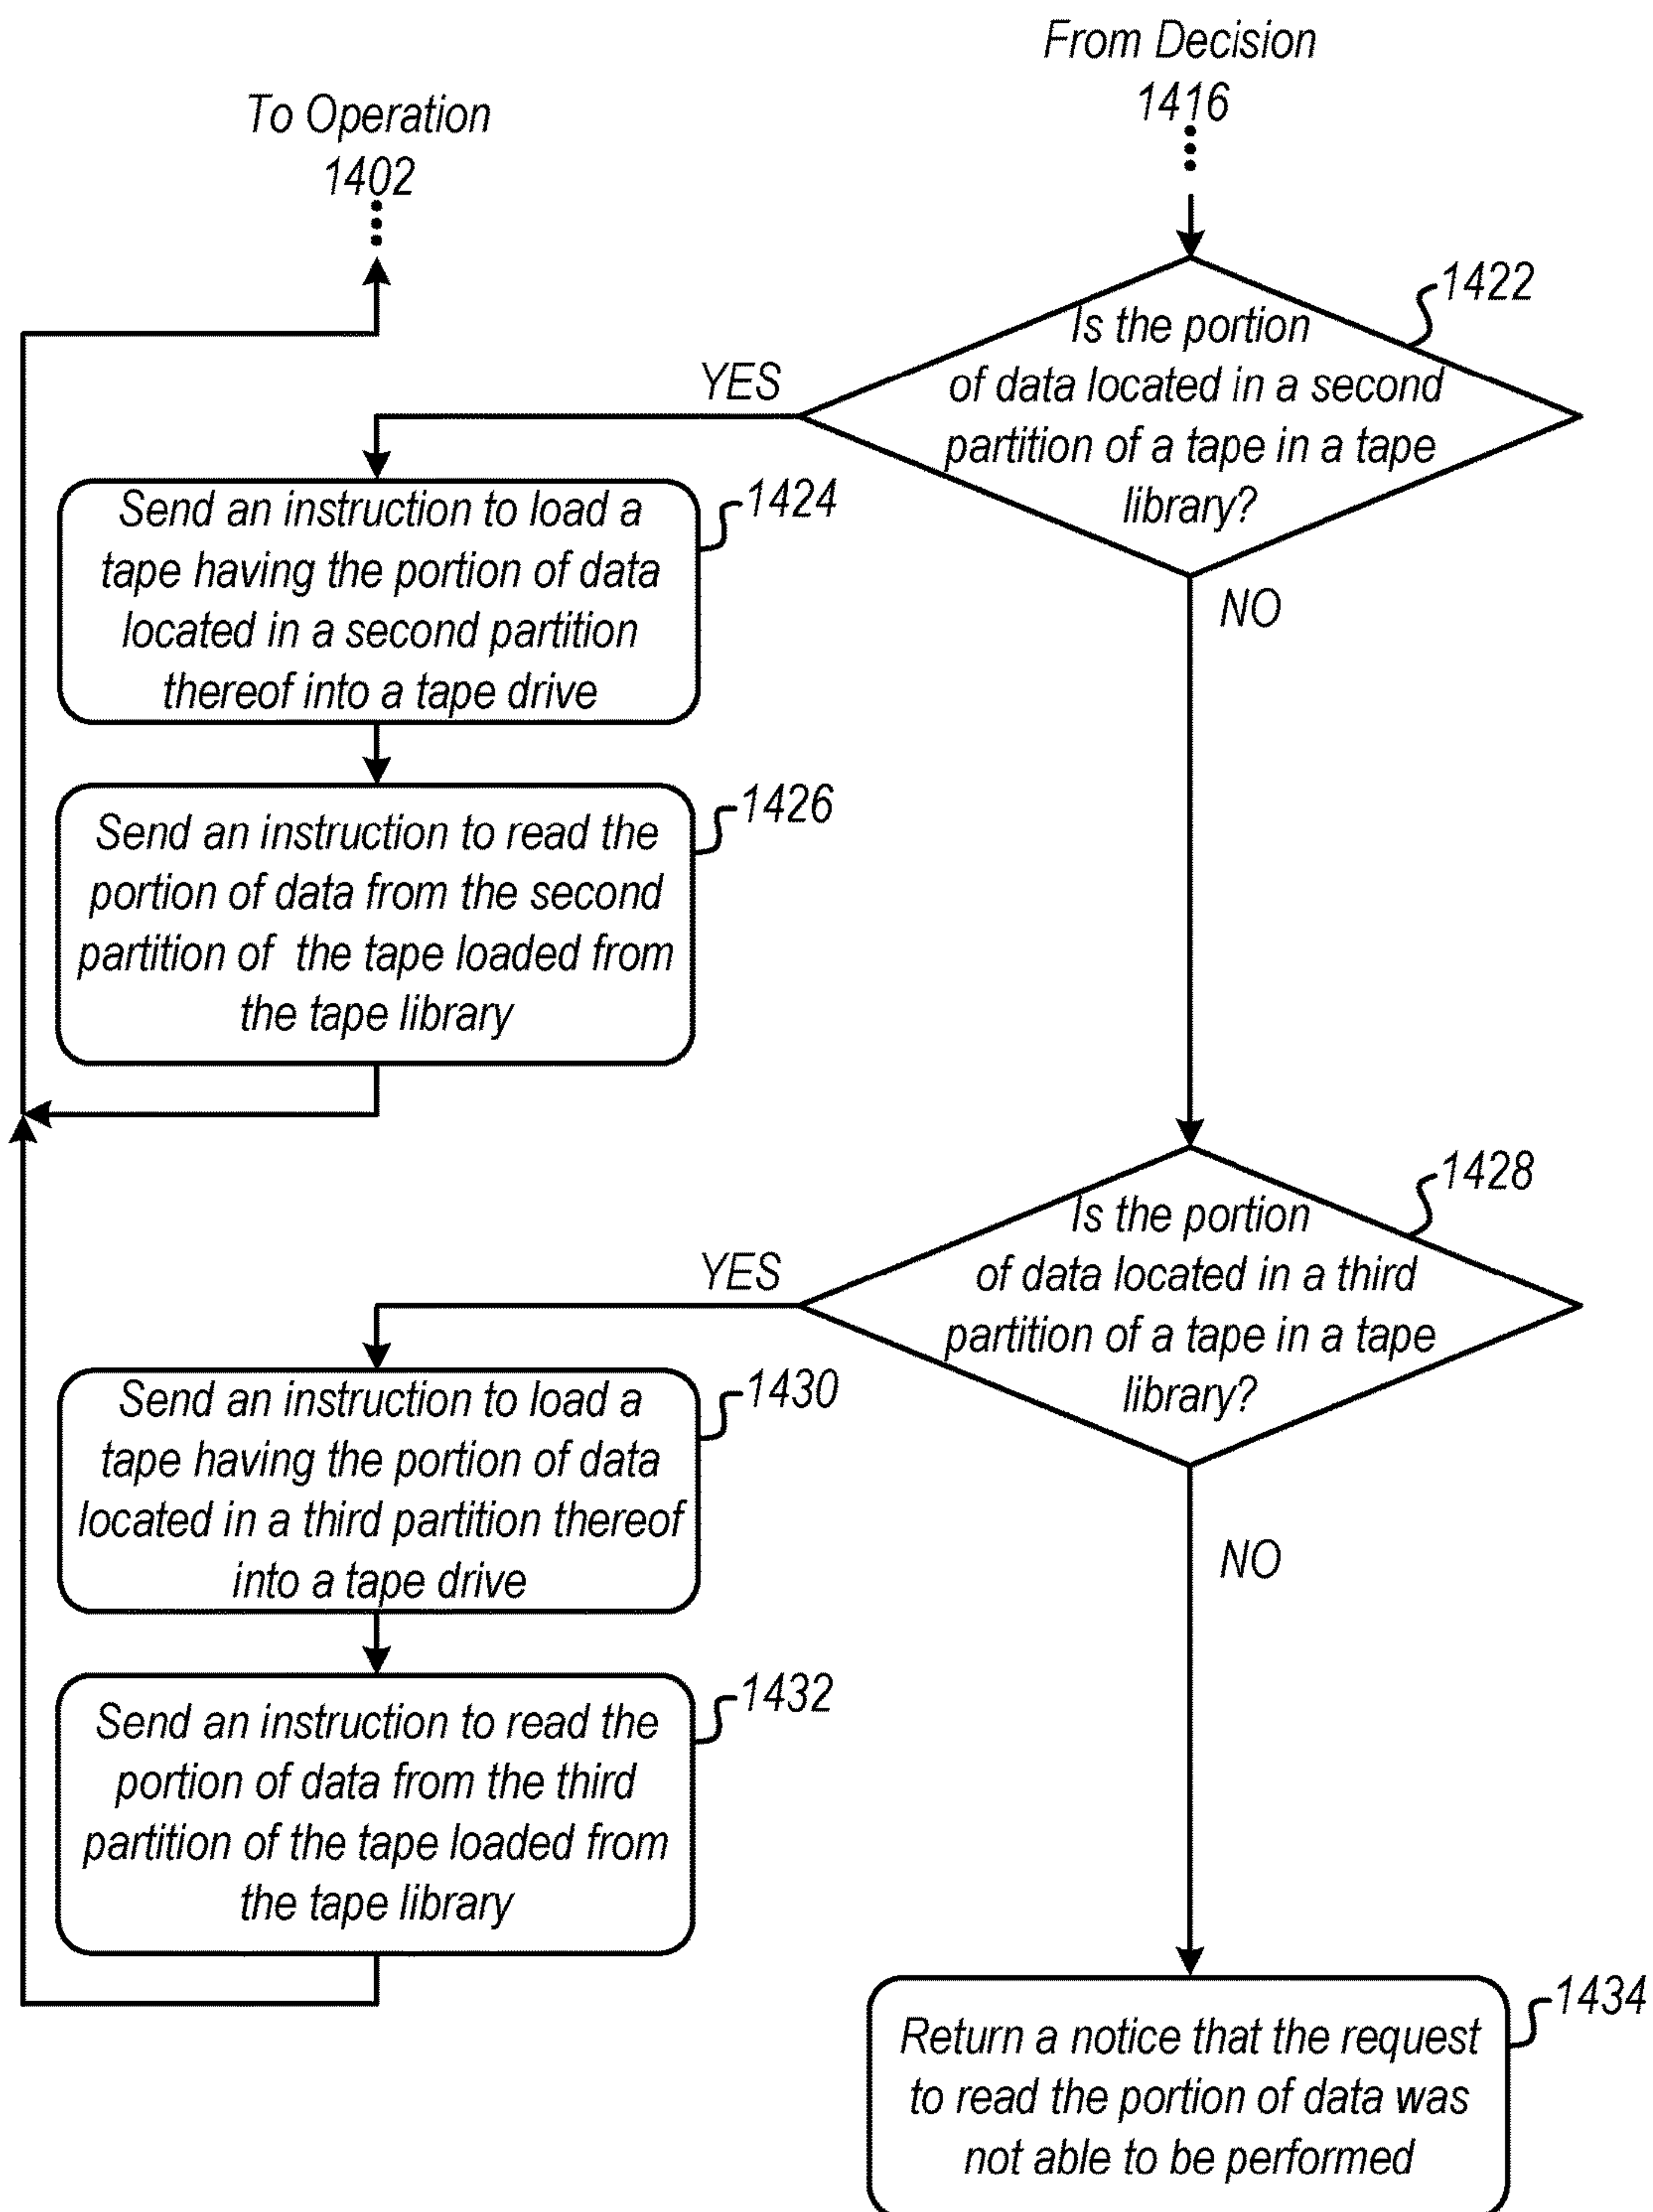 From Decision
1416
To Operation
1402
1422
Is the portion
of data located in a second
partition of a tape in a tape
library?
YES
NO
1424
Send an instruction to load a
tape having the portion of data
located in a second partition
thereof into a tape drive
1426
Send an instruction to read the
portion of data from the second
partition of the tape loaded from
the tape library
1428
Is the portion
of data located in a third
partition of a tape in a tape
library?
YES
NO
1430
Send an instruction to load a
tape having the portion of data
located in a third partition thereof
into a tape drive
1432
Send an instruction to read the
portion of data from the third
partition of the tape loaded from
the tape library
1434
Return a notice that the request
to read the portion of data was
not able to be performed